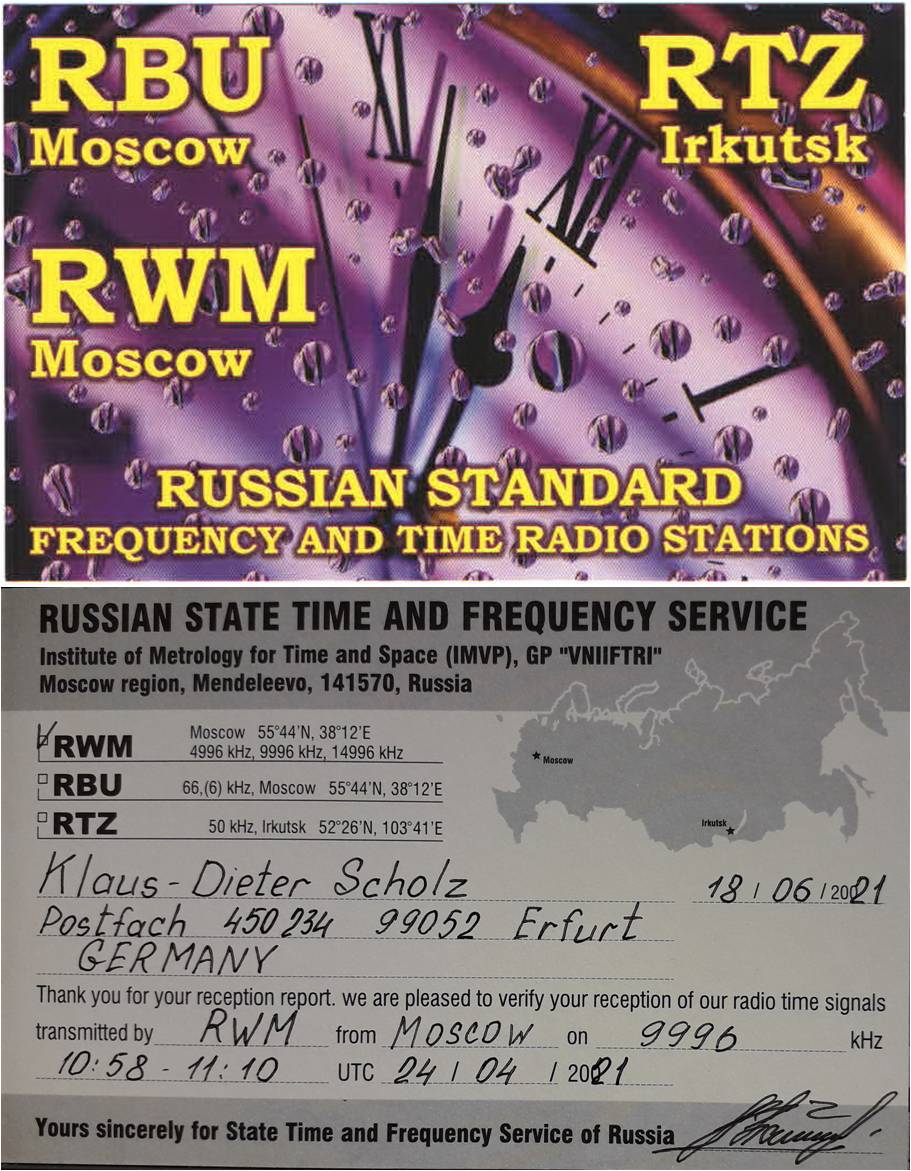 RBU
Moscow
RTZ
Irkutsk
RWM
Moscow
RUSSIAN STANDARD
FREQUENCY AND TIME RADIO STATIONS
RUSSIAN STATE TIME AND FREQUENCY SERVICE
Institute of Metrology for Time and Space (IMVP), GP "VNIIFTRI"
Moscow region, Mendeleevo, 141570, Russia
RWM Moscow 55°44'N, 38°12'E
4996 kHz, 9996 kHz, 14996 kHz
RBU 66,(6) kHz, Moscow 55°44'N, 38°12'E
RTZ 50 kHz, Irkutsk 52°26'N, 103°41'E
Moscow
Irkutsk
Klaus-Dieter Scholz 18 / 06 / 2021
Postfach 450 234 99052 Erfurt
GERMANY
Thank you for your reception report. we are pleased to verify your reception of our radio time signals
transmitted by RWM from MOSCOW on 9996 kHz
10:58 - 11:10 UTC 24 / 04 / 2021
Yours sincerely for State Time and Frequency Service of Russia